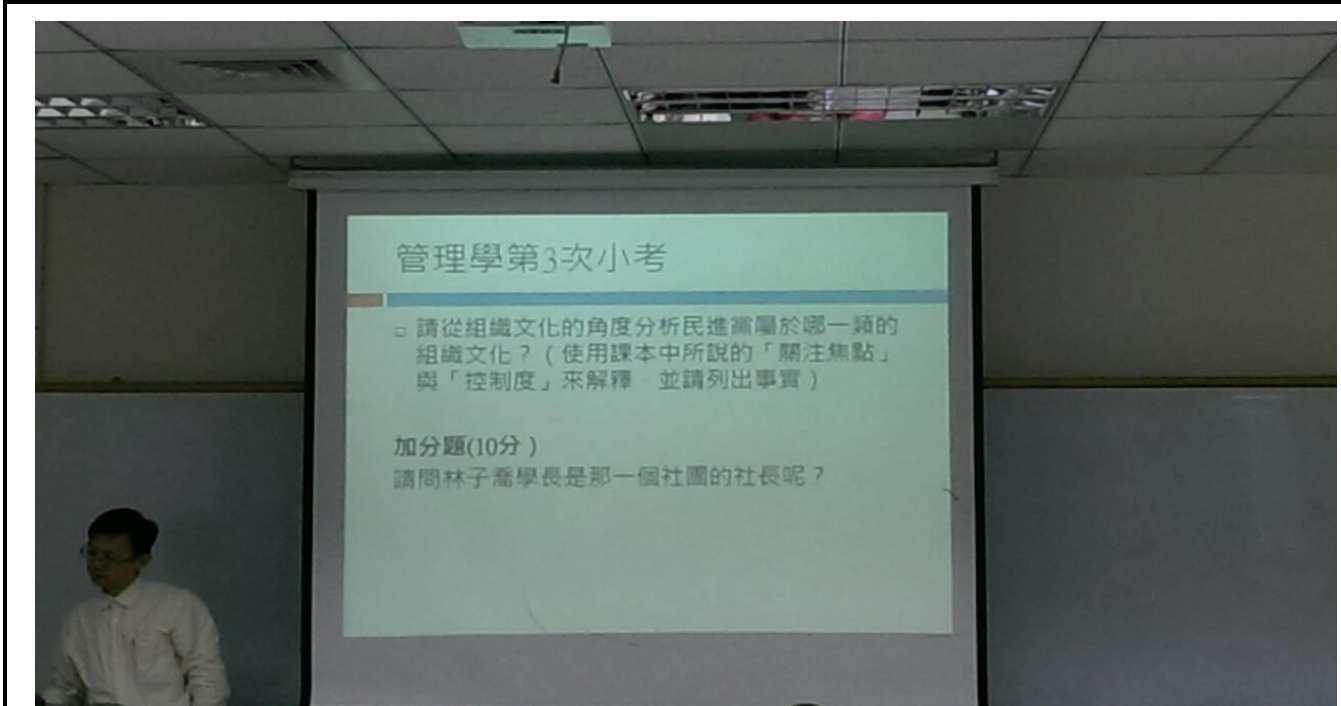 管理學第3次小考
□ 請從組織文化的角度分析民進黨屬於哪一類的
組織文化？(使用課本中所說的「關注焦點」
與「控制度」來解釋 並請列出事實)
加分題(10分)
請問林子喬學長是那一個社團的社長呢？